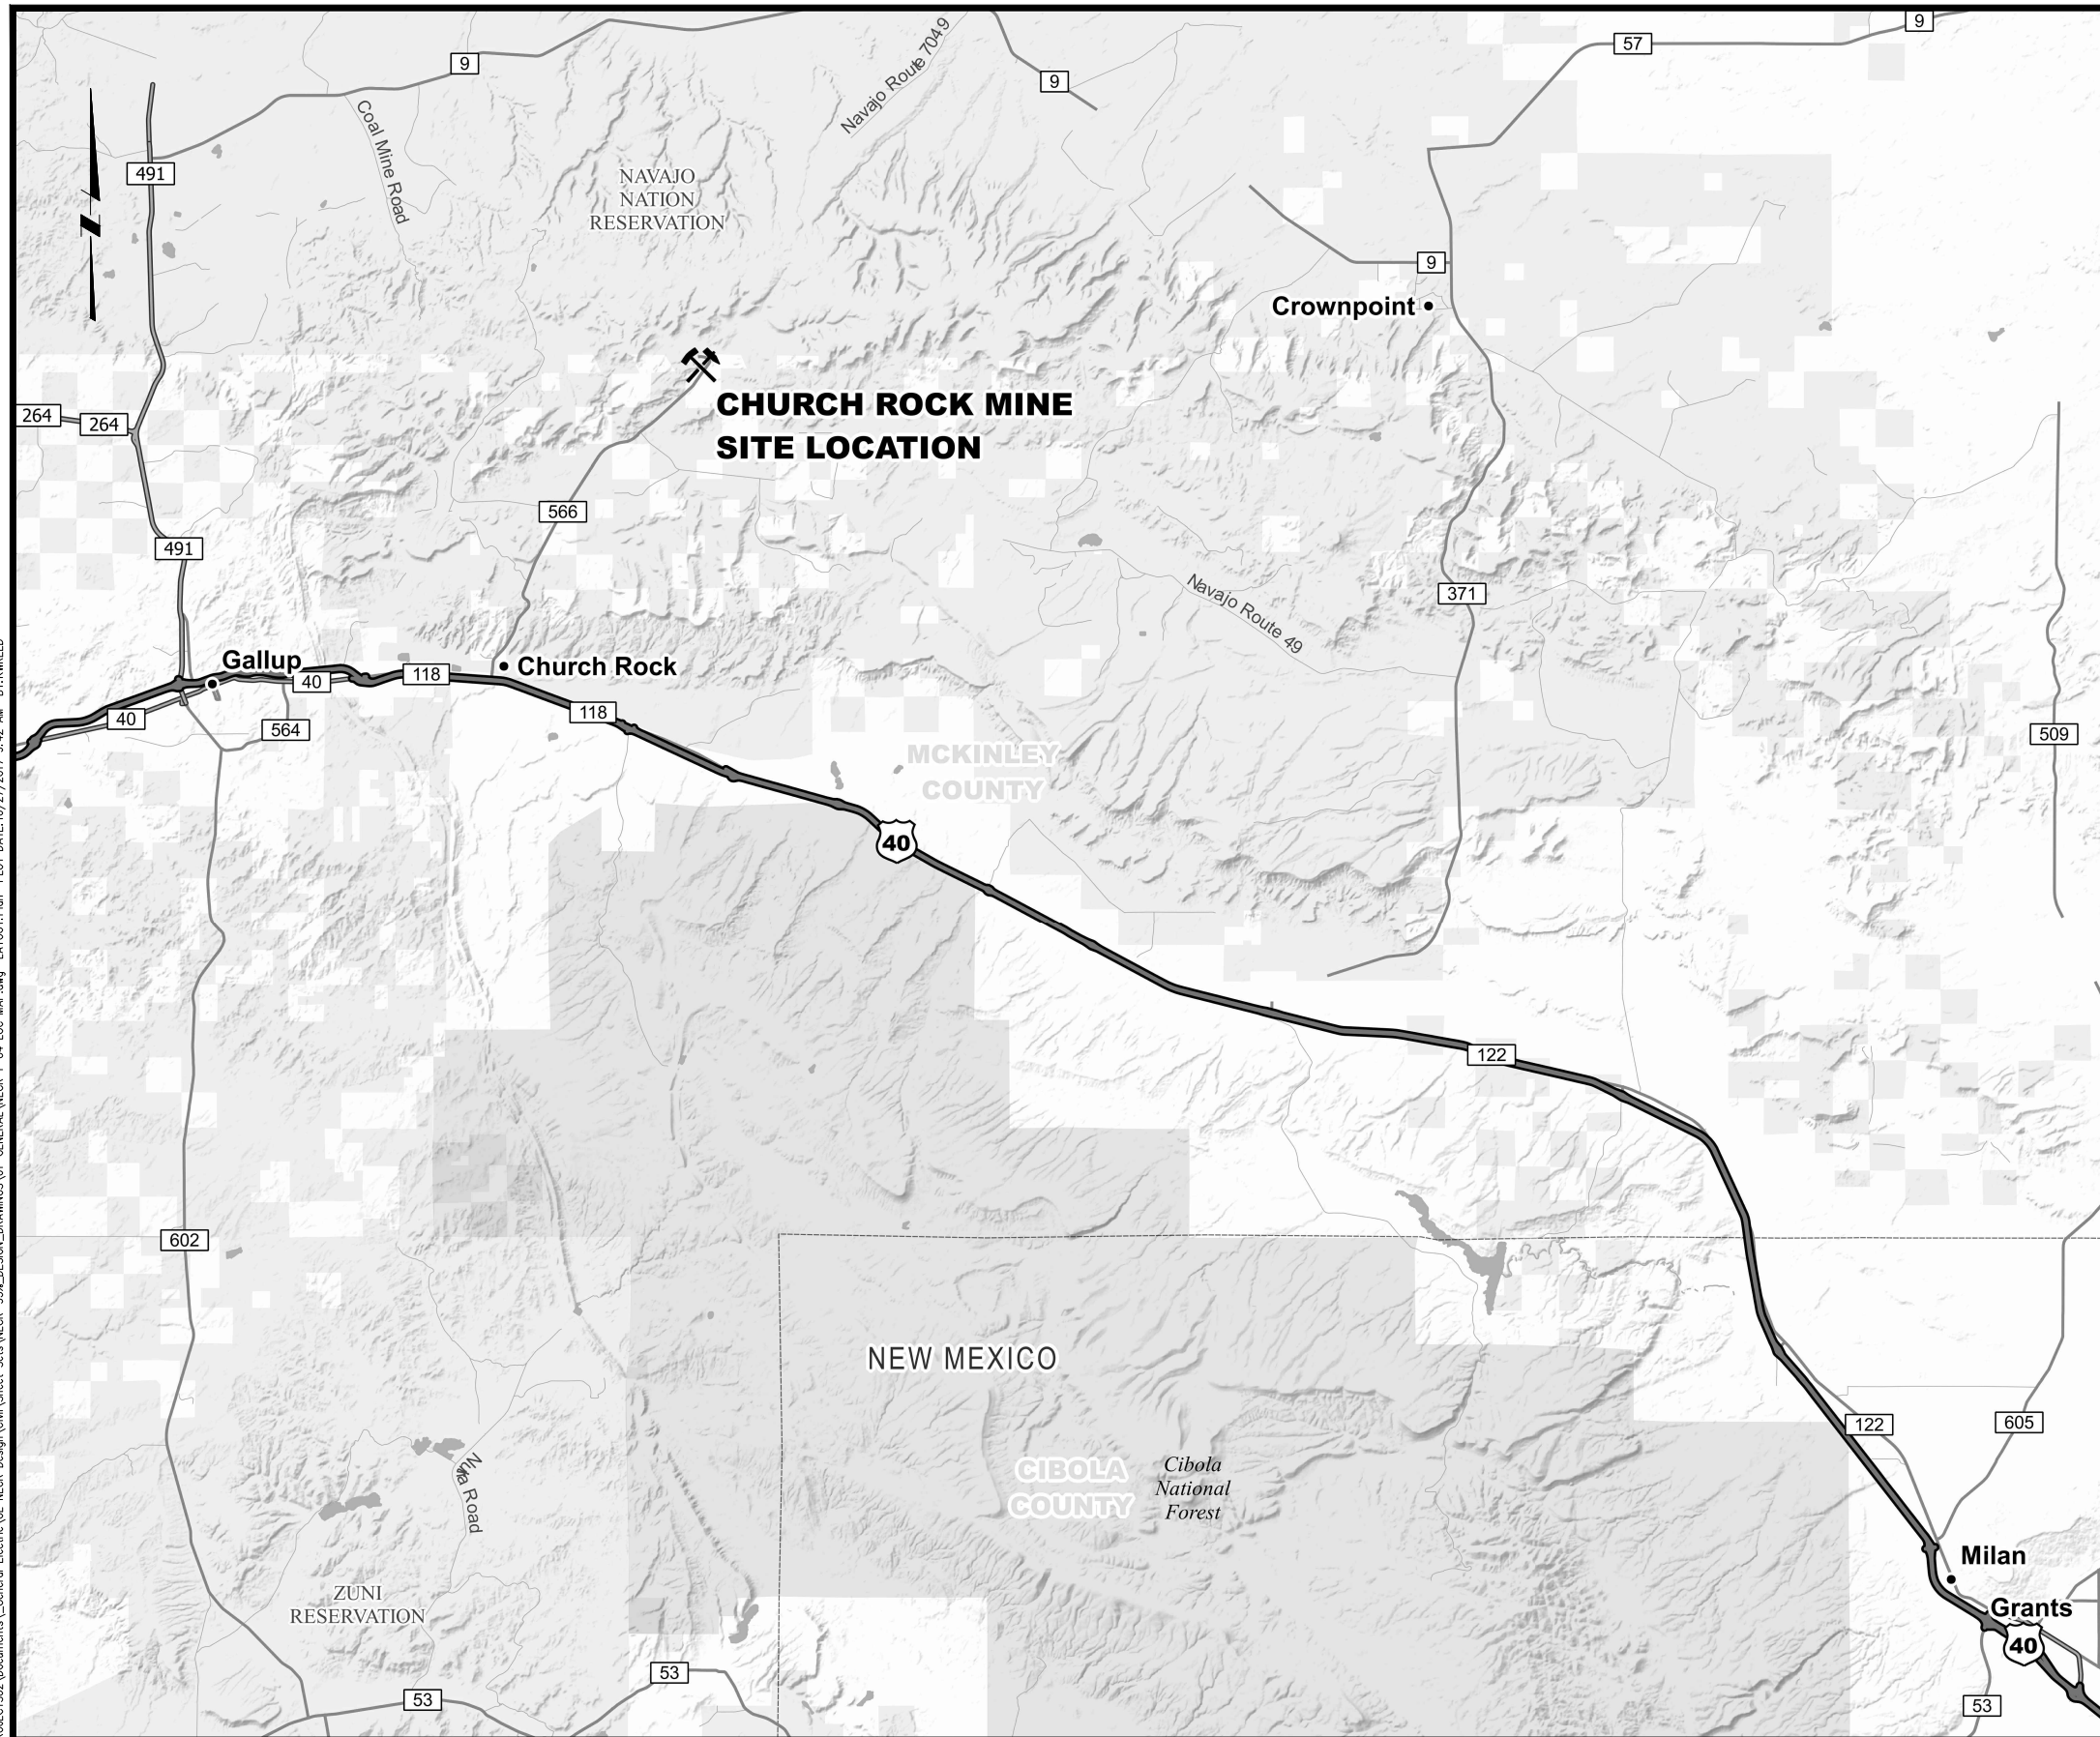 9
57
9
9
Navajo Route 7049
Coal Mine Road
491
NAVAJO
NATION
RESERVATION
9
Crownpoint
CHURCH ROCK MINE
SITE LOCATION
264
264
566
491
371
Navajo Route 49
Gallup
Church Rock
40
118
40
564
118
509
MCKINLEY
COUNTY
40
122
602
NEW MEXICO
122
605
CIBOLA
COUNTY
Cibola
National
Forest
Road
Milan
ZUNI
RESERVATION
Grants
40
53
53
53